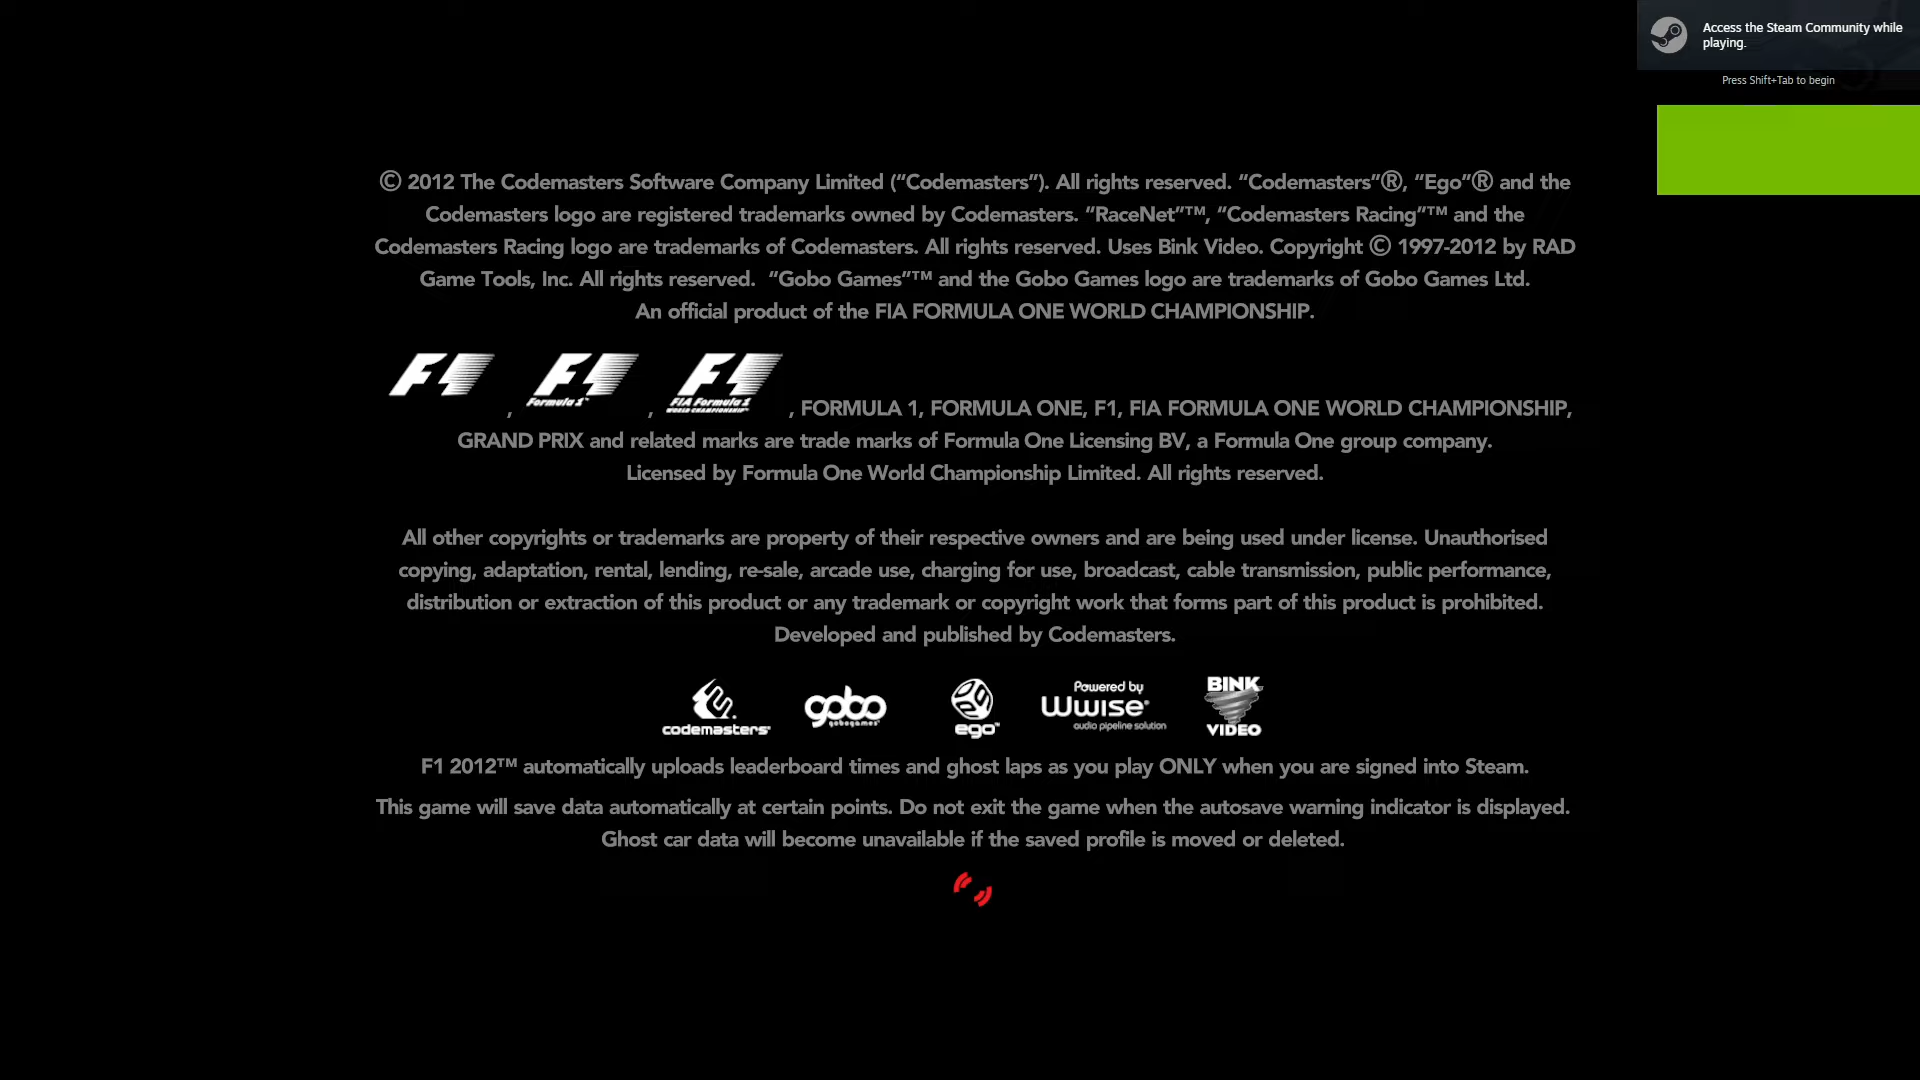 Access the Steam Community while
playing.
Press Shift+Tab to begin
© 2012 The Codemasters Software Company Limited (“Codemasters”). All rights reserved. “Codemasters”®, “Ego”® and the
Codemasters logo are registered trademarks owned by Codemasters. “RaceNet”™, “Codemasters Racing”™ and the
Codemasters Racing logo are trademarks of Codemasters. All rights reserved. Uses Bink Video. Copyright © 1997-2012 by RAD
Game Tools, Inc. All rights reserved.  “Gobo Games”™ and the Gobo Games logo are trademarks of Gobo Games Ltd.
An official product of the FIA FORMULA ONE WORLD CHAMPIONSHIP.
F1, F1 Formula 1™, F1 FIA Formula 1 WORLD CHAMPIONSHIP™, FORMULA 1, FORMULA ONE, F1, FIA FORMULA ONE WORLD CHAMPIONSHIP,
GRAND PRIX and related marks are trade marks of Formula One Licensing BV, a Formula One group company.
Licensed by Formula One World Championship Limited. All rights reserved.
All other copyrights or trademarks are property of their respective owners and are being used under license. Unauthorised
copying, adaptation, rental, lending, re-sale, arcade use, charging for use, broadcast, cable transmission, public performance,
distribution or extraction of this product or any trademark or copyright work that forms part of this product is prohibited.
Developed and published by Codemasters.
codemasters®
gobo
gobogames™
ego™
Powered by
Wwise®
audio pipeline solution
BINK
VIDEO
F1 2012™ automatically uploads leaderboard times and ghost laps as you play ONLY when you are signed into Steam.
This game will save data automatically at certain points. Do not exit the game when the autosave warning indicator is displayed.
Ghost car data will become unavailable if the saved profile is moved or deleted.